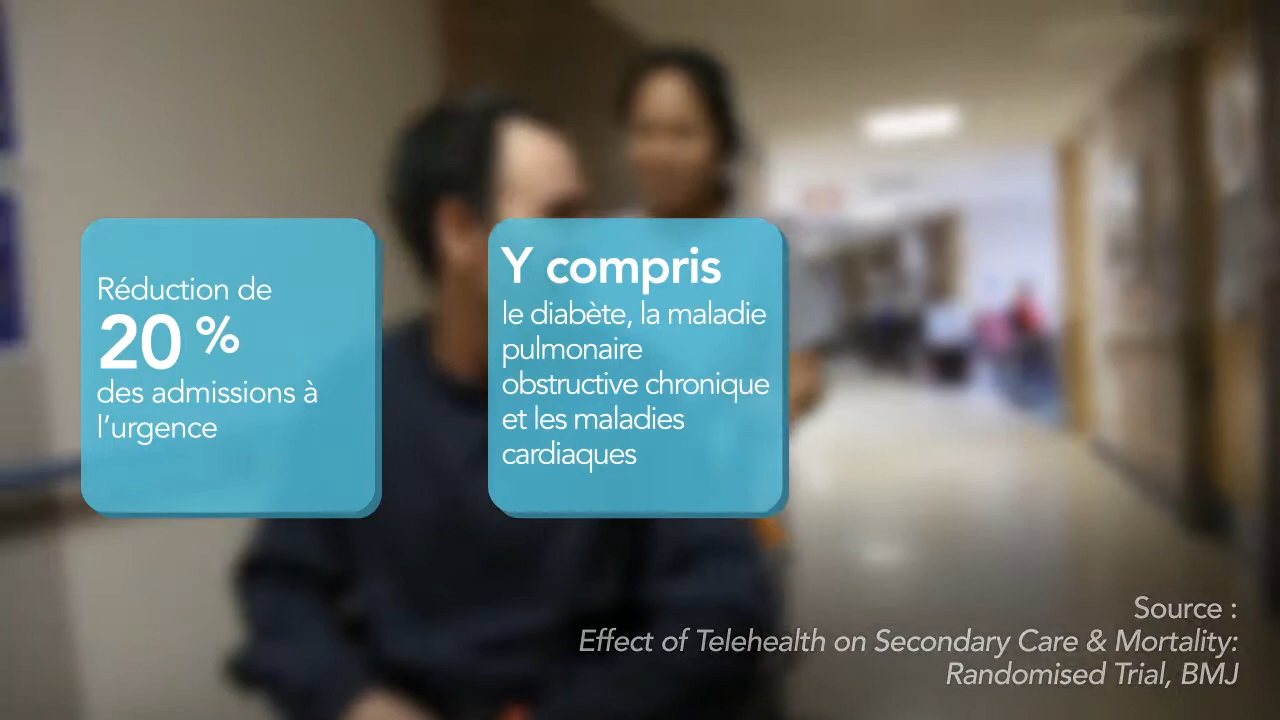 Réduction de
20 %
des admissions à
l’urgence
Y compris
le diabète, la maladie
pulmonaire
obstructive chronique
et les maladies
cardiaques
Source :
Effect of Telehealth on Secondary Care & Mortality:
Randomised Trial, BMJ